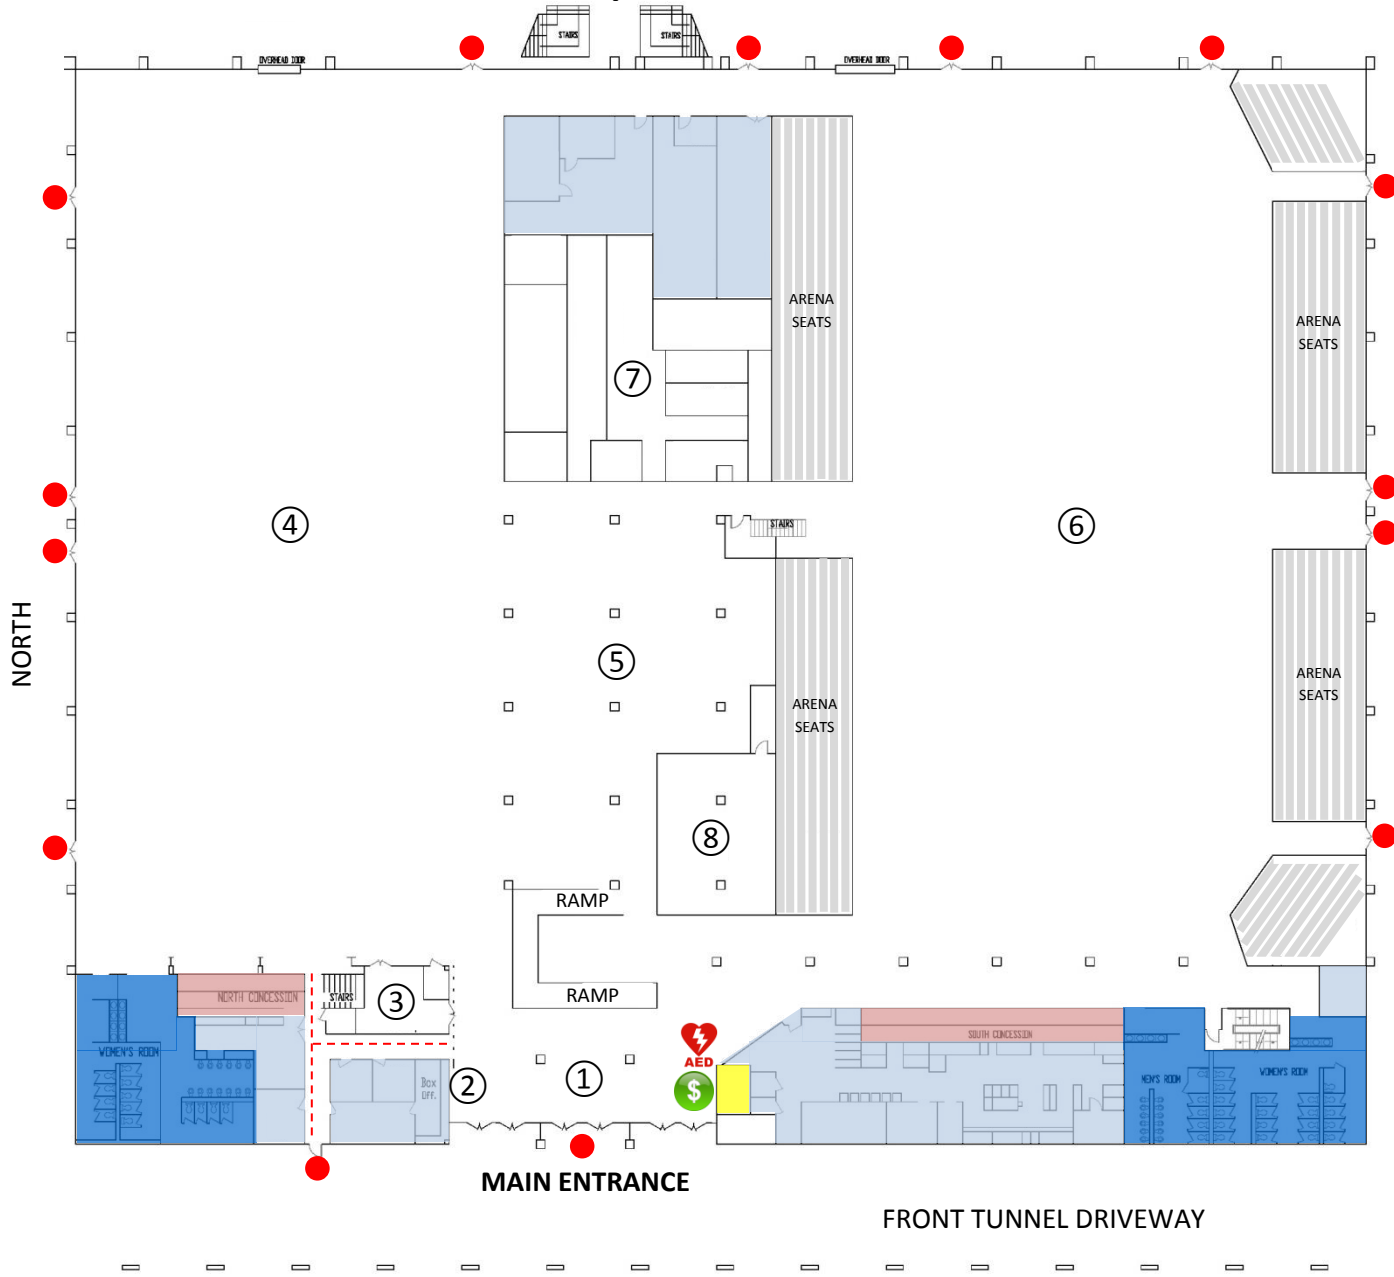 STAIRS
STAIRS
OVERHEAD DOOR
OVERHEAD DOOR
ARENA
SEATS
ARENA
SEATS
7
4
STAIRS
6
NORTH
5
ARENA
SEATS
ARENA
SEATS
8
RAMP
RAMP
NORTH CONCESSION
STAIRS
3
WOMEN'S ROOM
AED
SOUTH CONCESSION
MEN'S ROOM
WOMEN'S ROOM
Box
Off.
2
1
$
MAIN ENTRANCE
FRONT TUNNEL DRIVEWAY